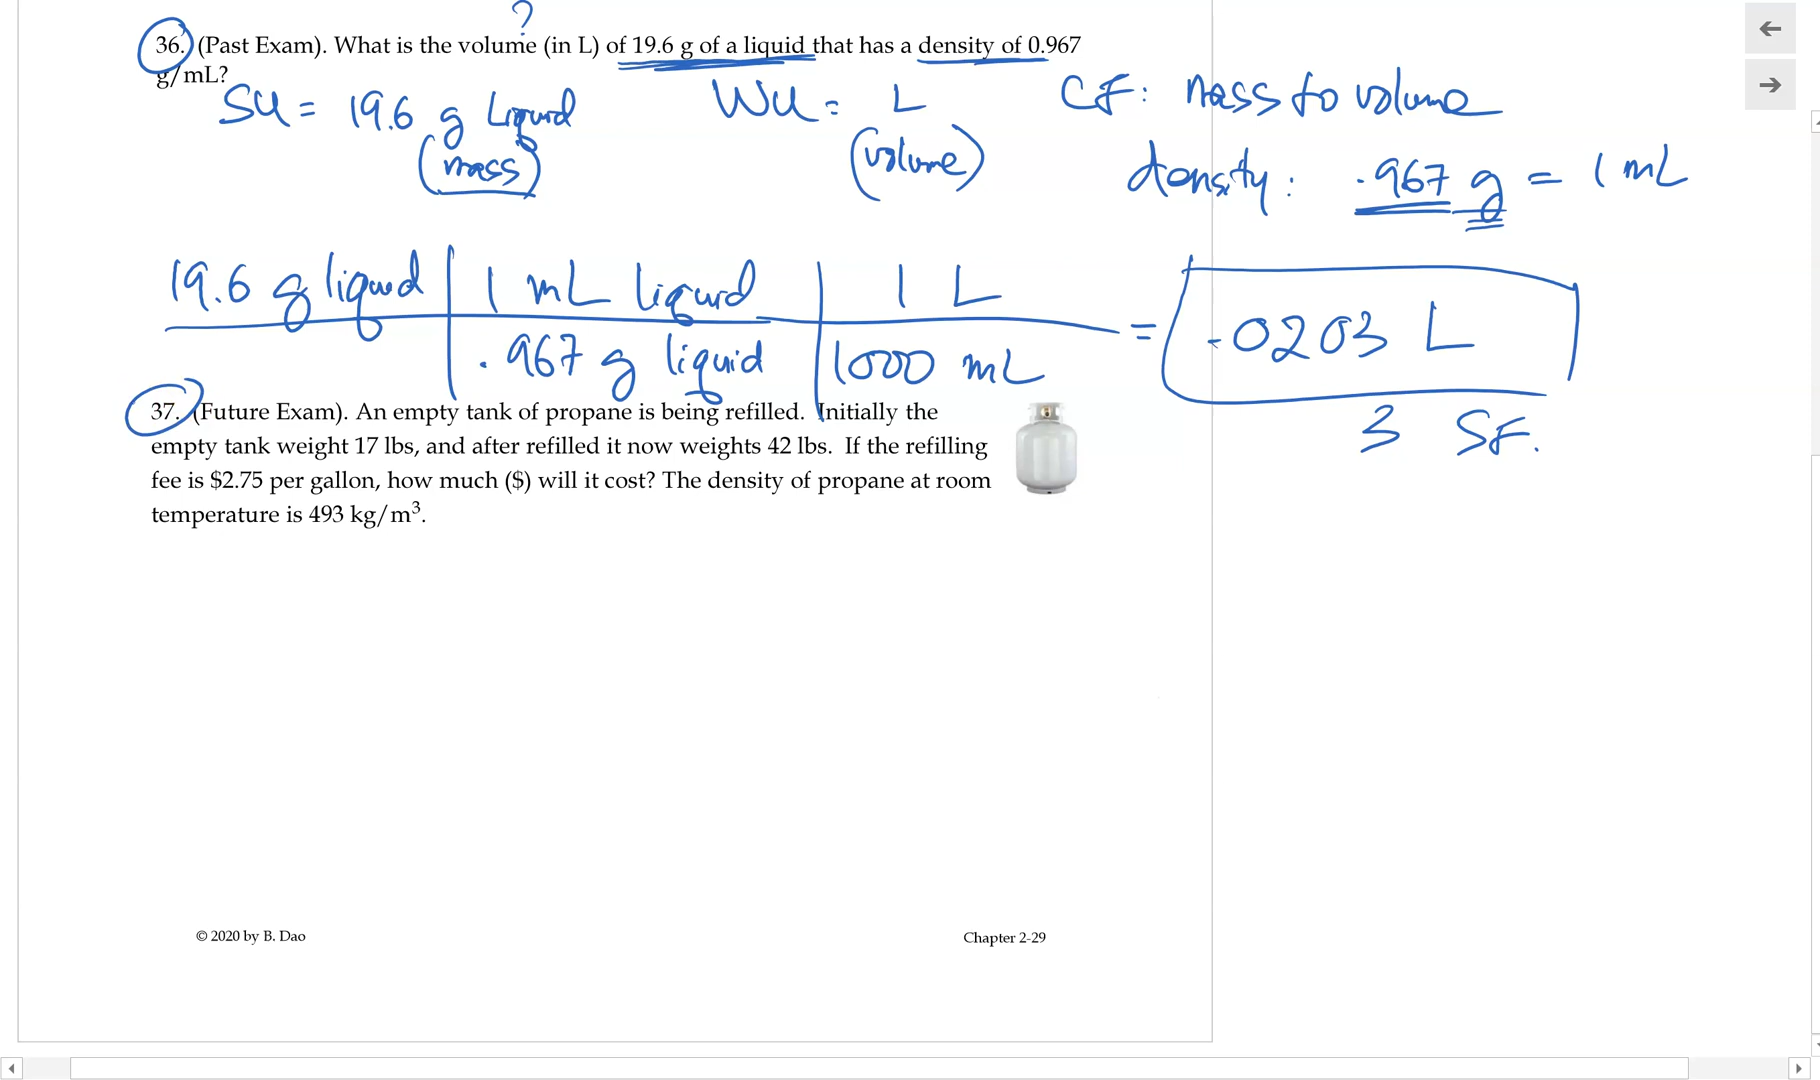 ?
36. (Past Exam). What is the volume (in L) of 19.6 g of a liquid that has a density of 0.967
g/mL?
SU = 19.6 g Liquid WU = L CF: mass to volume
(mass) (volume) density: .967 g = 1 mL
19.6 g liquid | 1 mL liquid | 1 L
.967 g liquid | 1000 mL = .0203 L
3 SF.
37. (Future Exam). An empty tank of propane is being refilled. Initially the
empty tank weight 17 lbs, and after refilled it now weights 42 lbs. If the refilling
fee is $2.75 per gallon, how much ($) will it cost? The density of propane at room
temperature is 493 kg/m³.
© 2020 by B. Dao Chapter 2-29